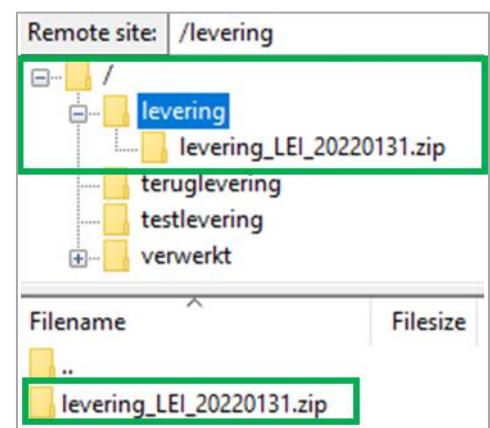 Remote site: /levering
/
levering
levering_LEI_20220131.zip
teruglevering
testlevering
verwerkt
Filename Filesize
..
levering_LEI_20220131.zip